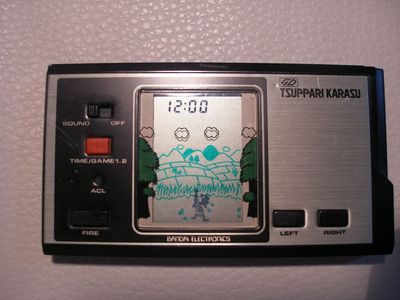 TSUPPARI KARASU
12:00
SOUND
OFF
TIME/GAME1.2
ACL
FIRE
LEFT
RIGHT
BANDAI ELECTRONICS